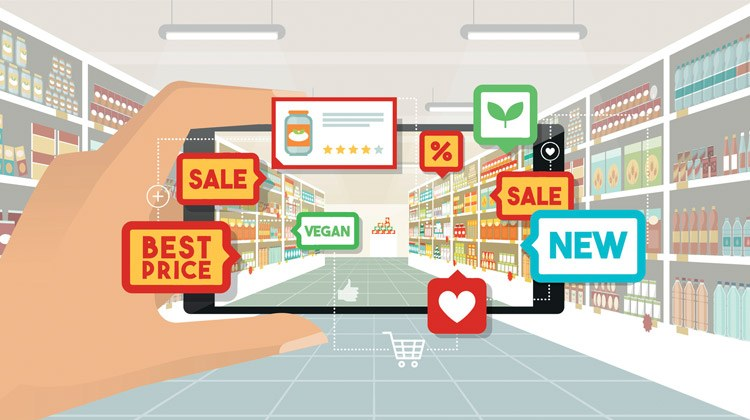 %
SALE
SALE
VEGAN
BEST
PRICE
NEW